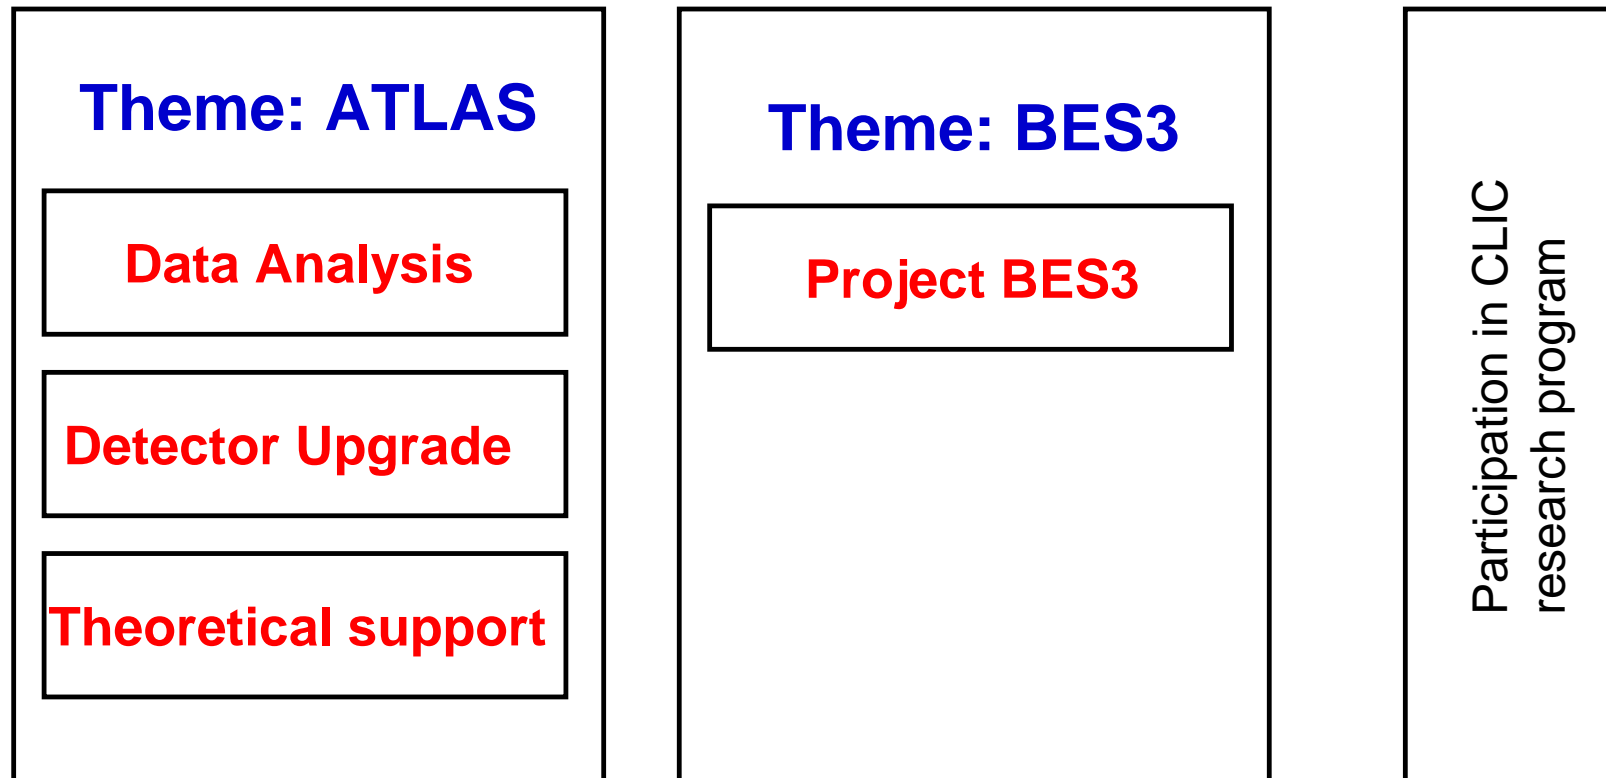 Theme: ATLAS
Data Analysis
Detector Upgrade
Theoretical support
Theme: BES3
Project BES3
Participation in CLIC
research program